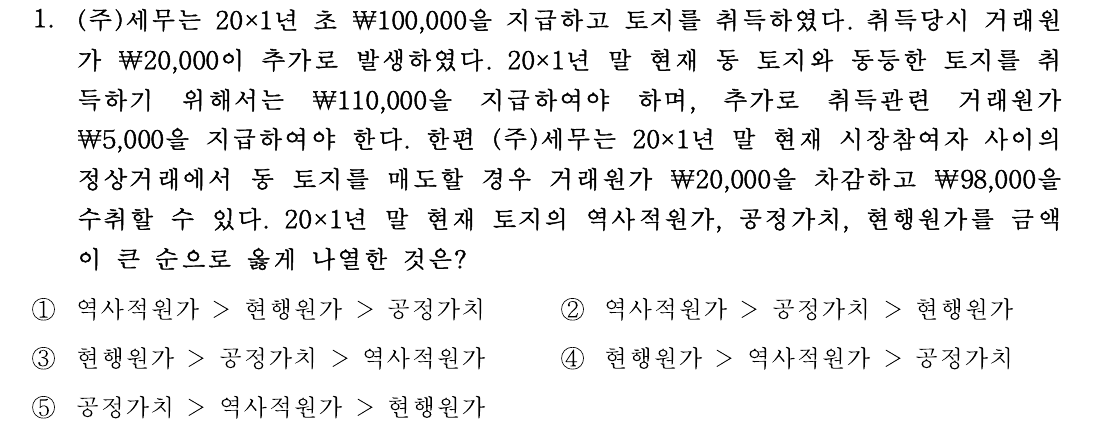 1. (주)세무는 20×1년 초 ₩100,000을 지급하고 토지를 취득하였다. 취득당시 거래원
가 ₩20,000이 추가로 발생하였다. 20×1년 말 현재 동 토지와 동등한 토지를 취
득하기 위해서는 ₩110,000을 지급하여야 하며, 추가로 취득관련 거래원가
₩5,000을 지급하여야 한다. 한편 (주)세무는 20×1년 말 현재 시장참여자 사이의
정상거래에서 동 토지를 매도할 경우 거래원가 ₩20,000을 차감하고 ₩98,000을
수취할 수 있다. 20×1년 말 현재 토지의 역사적원가, 공정가치, 현행원가를 금액
이 큰 순으로 옳게 나열한 것은?
① 역사적원가 > 현행원가 > 공정가치 ② 역사적원가 > 공정가치 > 현행원가
③ 현행원가 > 공정가치 > 역사적원가 ④ 현행원가 > 역사적원가 > 공정가치
⑤ 공정가치 > 역사적원가 > 현행원가